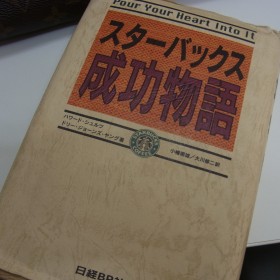 Pour Your Heart Into It
スターバックス
成功物語
ハワード・シュルツ
ドリー・ジョーンズ・ヤング著
小幡照雄/大川修二訳
日経BP